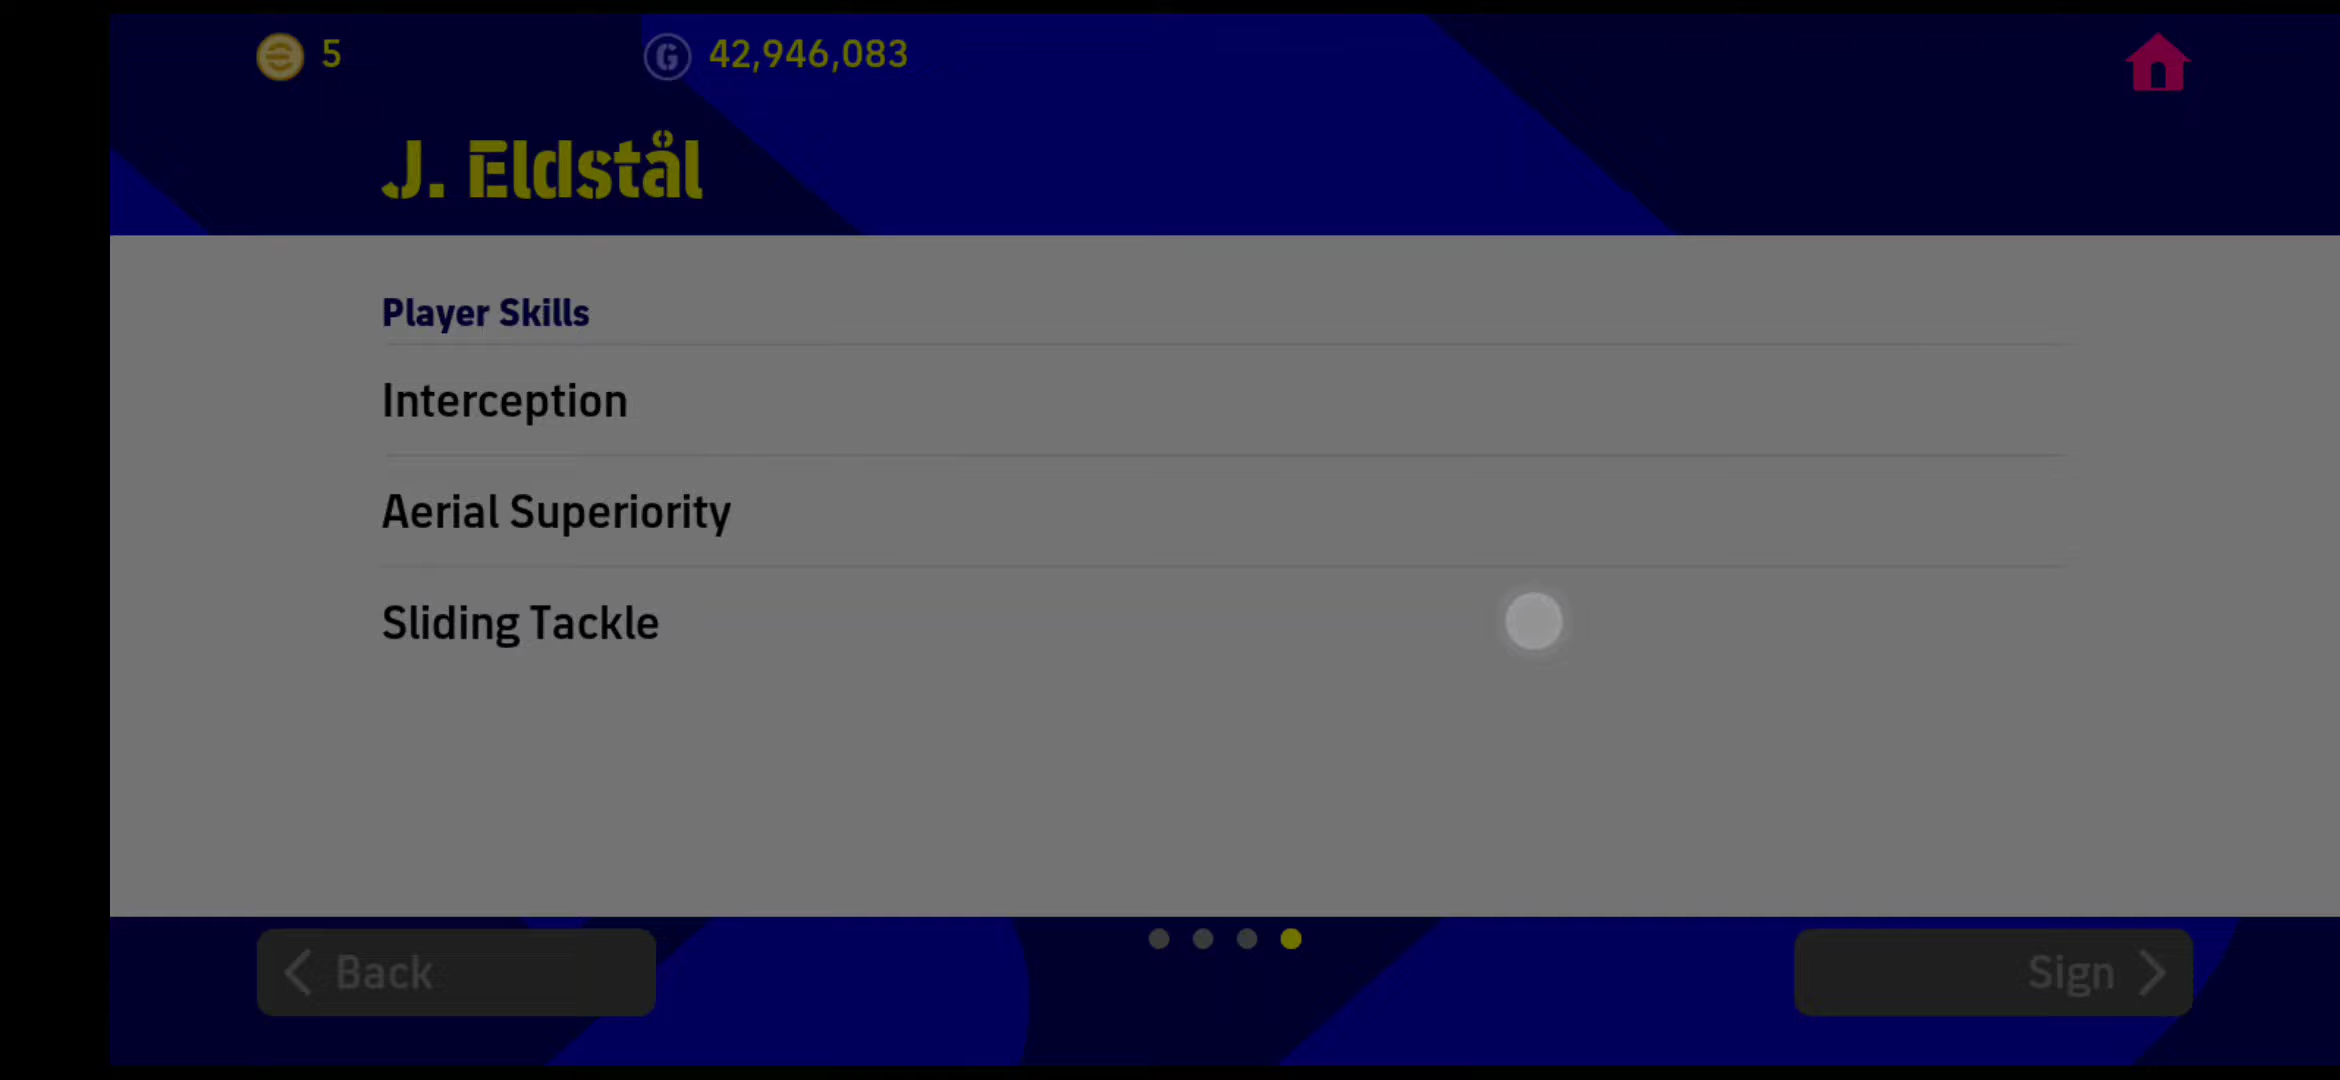 5
42,946,083
J. Eldstål
Player Skills
Interception
Aerial Superiority
Sliding Tackle
Back
Sign